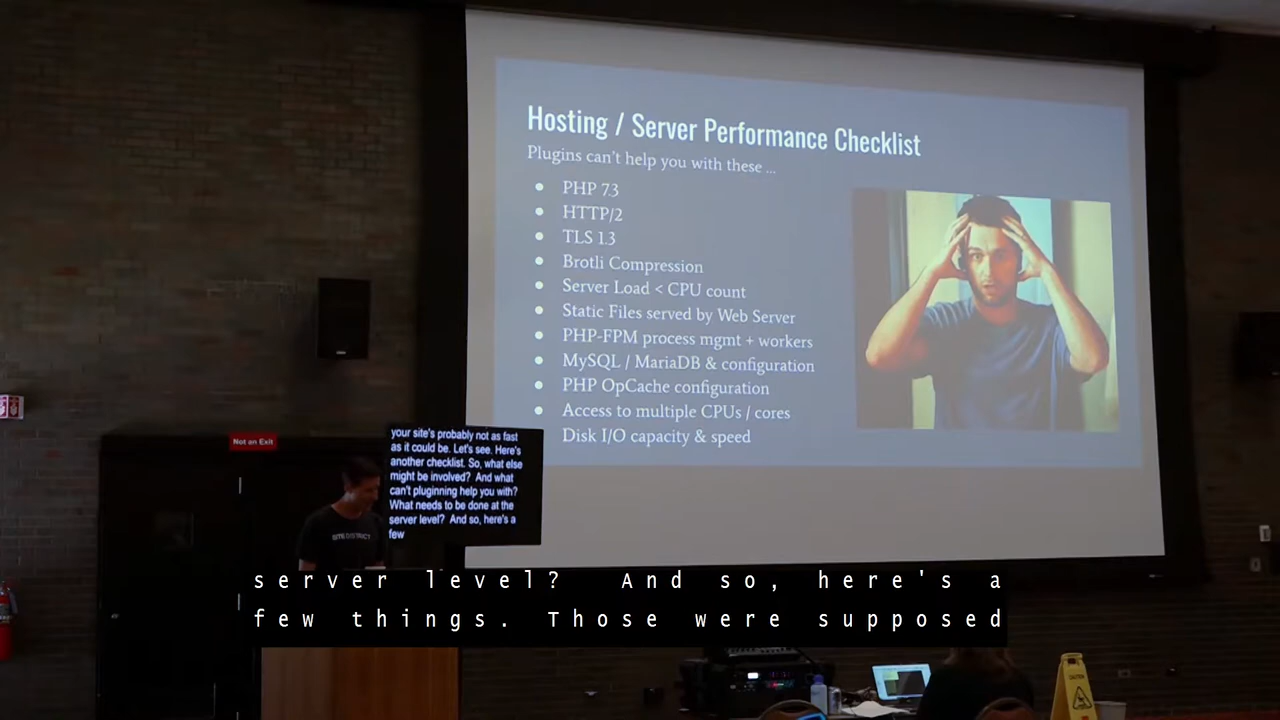 Hosting / Server Performance Checklist
Plugins can't help you with these ...
PHP 7.3
HTTP/2
TLS 1.3
Brotli Compression
Server Load < CPU count
Static Files served by Web Server
PHP-FPM process mgmt + workers
MySQL / MariaDB & configuration
PHP OpCache configuration
Access to multiple CPUs / cores
Disk I/O capacity & speed
Not an Exit
your site's probably not as fast
as it could be. Let's see. Here's
another checklist. So, what else
might be involved? And what
can't pluginning help you with?
What needs to be done at the
server level? And so, here's a
few
SITE DISTRICT
server level? And so, here's a
few things. Those were supposed
CAUTION